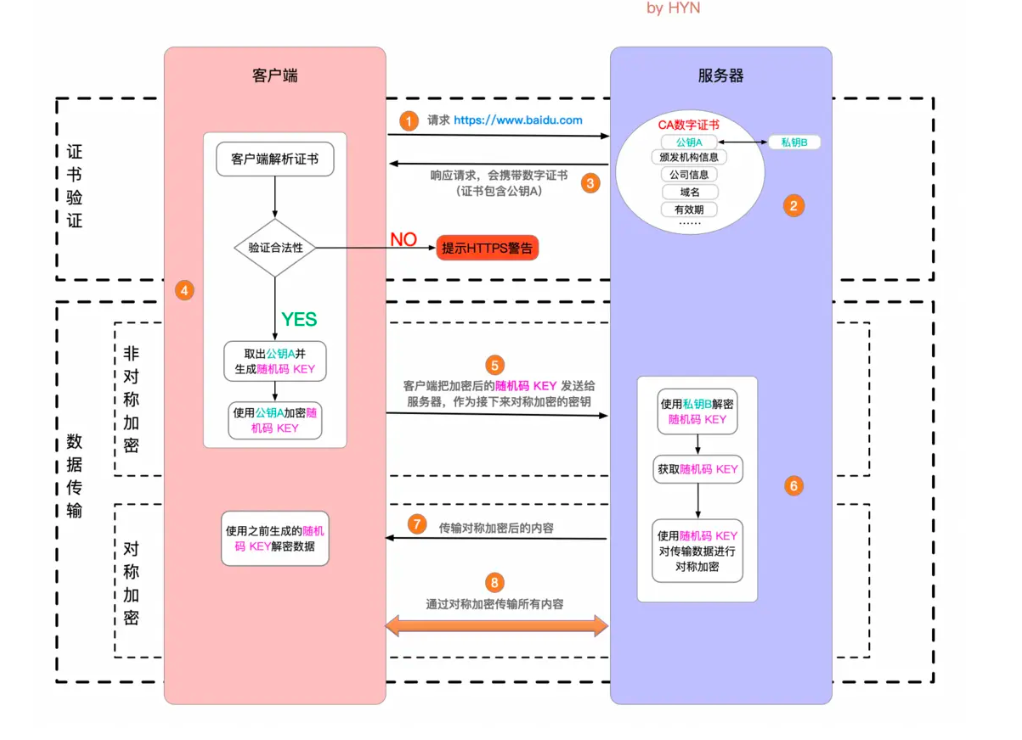 by HYN
客户端
服务器
证书验证
① 请求 https://www.baidu.com
CA数字证书
公钥A
私钥B
颁发机构信息
公司信息
域名
有效期
......
②
响应请求，会携带数字证书
（证书包含公钥A）
③
客户端解析证书
验证合法性
NO
提示HTTPS警告
④
YES
数据传输
非对称加密
取出公钥A并
生成随机码 KEY
使用公钥A加密随
机码 KEY
⑤
客户端把加密后的随机码 KEY 发送给
服务器，作为接下来对称加密的密钥
使用私钥B解密
随机码 KEY
获取随机码 KEY
⑥
使用随机码 KEY
对传输数据进行
对称加密
对称加密
⑦ 传输对称加密后的内容
使用之前生成的随机
码 KEY解密数据
⑧
通过对称加密传输所有内容